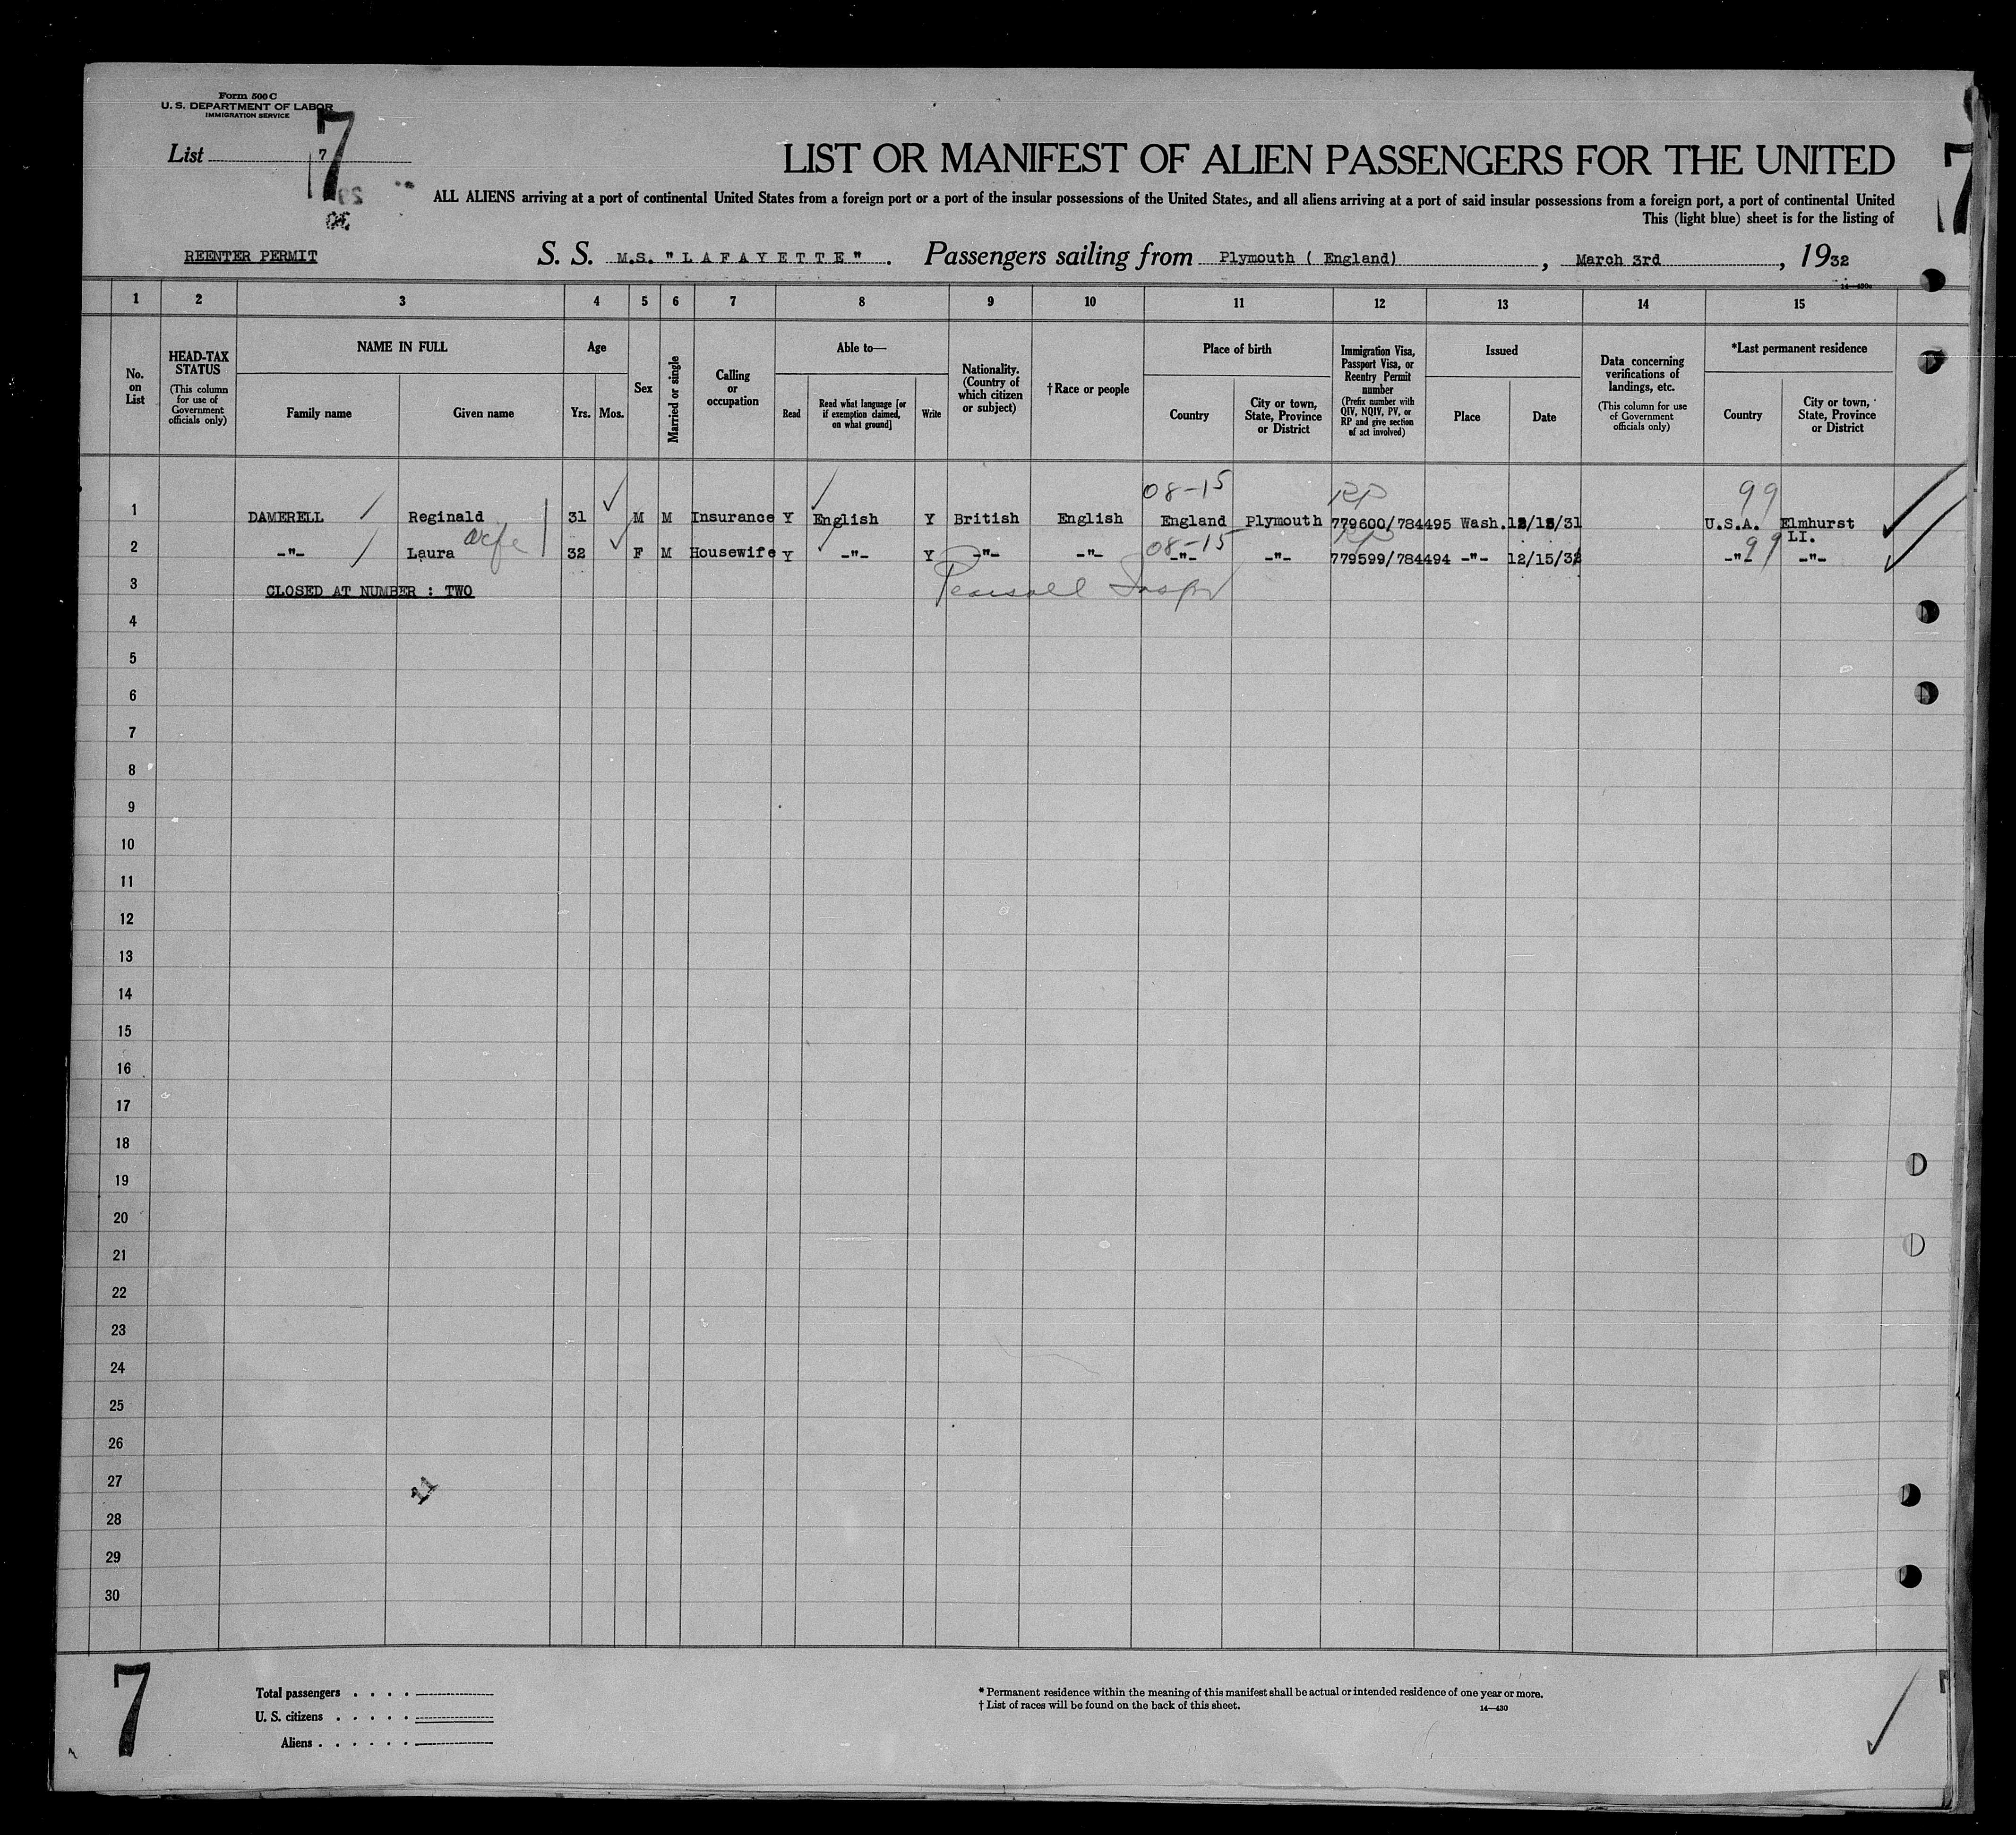 Form 500 C
U. S. DEPARTMENT OF LABOR
IMMIGRATION SERVICE
List 7
7
7
LIST OR MANIFEST OF ALIEN PASSENGERS FOR THE UNITED
ALL ALIENS arriving at a port of continental United States from a foreign port or a port of the insular possessions of the United States, and all aliens arriving at a port of said insular possessions from a foreign port, a port of continental United
This (light blue) sheet is for the listing of
REENTER PERMIT S. S. M.S. "LAFAYETTE". Passengers sailing from Plymouth ( England) , March 3rd , 1932
14—430a
1 2 3 4 5 6 7 8 9 10 11 12 13 14 15
No. on List
HEAD-TAX STATUS
(This column for use of Government officials only)
NAME IN FULL
Family name Given name
Age
Yrs. Mos.
Sex
Married or single
Calling or occupation
Able to—
Read
Read what language [or if exemption claimed, on what ground]
Write
Nationality. (Country of which citizen or subject)
†Race or people
Place of birth
Country
City or town, State, Province or District
Immigration Visa, Passport Visa, or Reentry Permit number
(Prefix number with QIV, NQIV, PV, or RP and give section of act involved)
Issued
Place Date
Data concerning verifications of landings, etc.
(This column for use of Government officials only)
*Last permanent residence
Country
City or town, State, Province or District
08-15 RP 99
1 DAMERELL Reginald 31 M M Insurance Y English Y British English England Plymouth 779600/784495 Wash. 12/15/31 U.S.A. Elmhurst LI.
wife 08-15 RP 99
2 -"- Laura 32 F M Housewife Y -"- Y -"- -"- -"- -"- 779599/784494 -"- 12/15/32 -"- -"-
3 CLOSED AT NUMBER : TWO Pearsall Inspr
4
5
6
7
8
9
10
11
12
13
14
15
16
17
18
19
20
21
22
23
24
25
26
27
28
29
30
7
Total passengers . . . .
U. S. citizens . . . . .
Aliens . . . . . .
* Permanent residence within the meaning of this manifest shall be actual or intended residence of one year or more.
† List of races will be found on the back of this sheet.
14—430